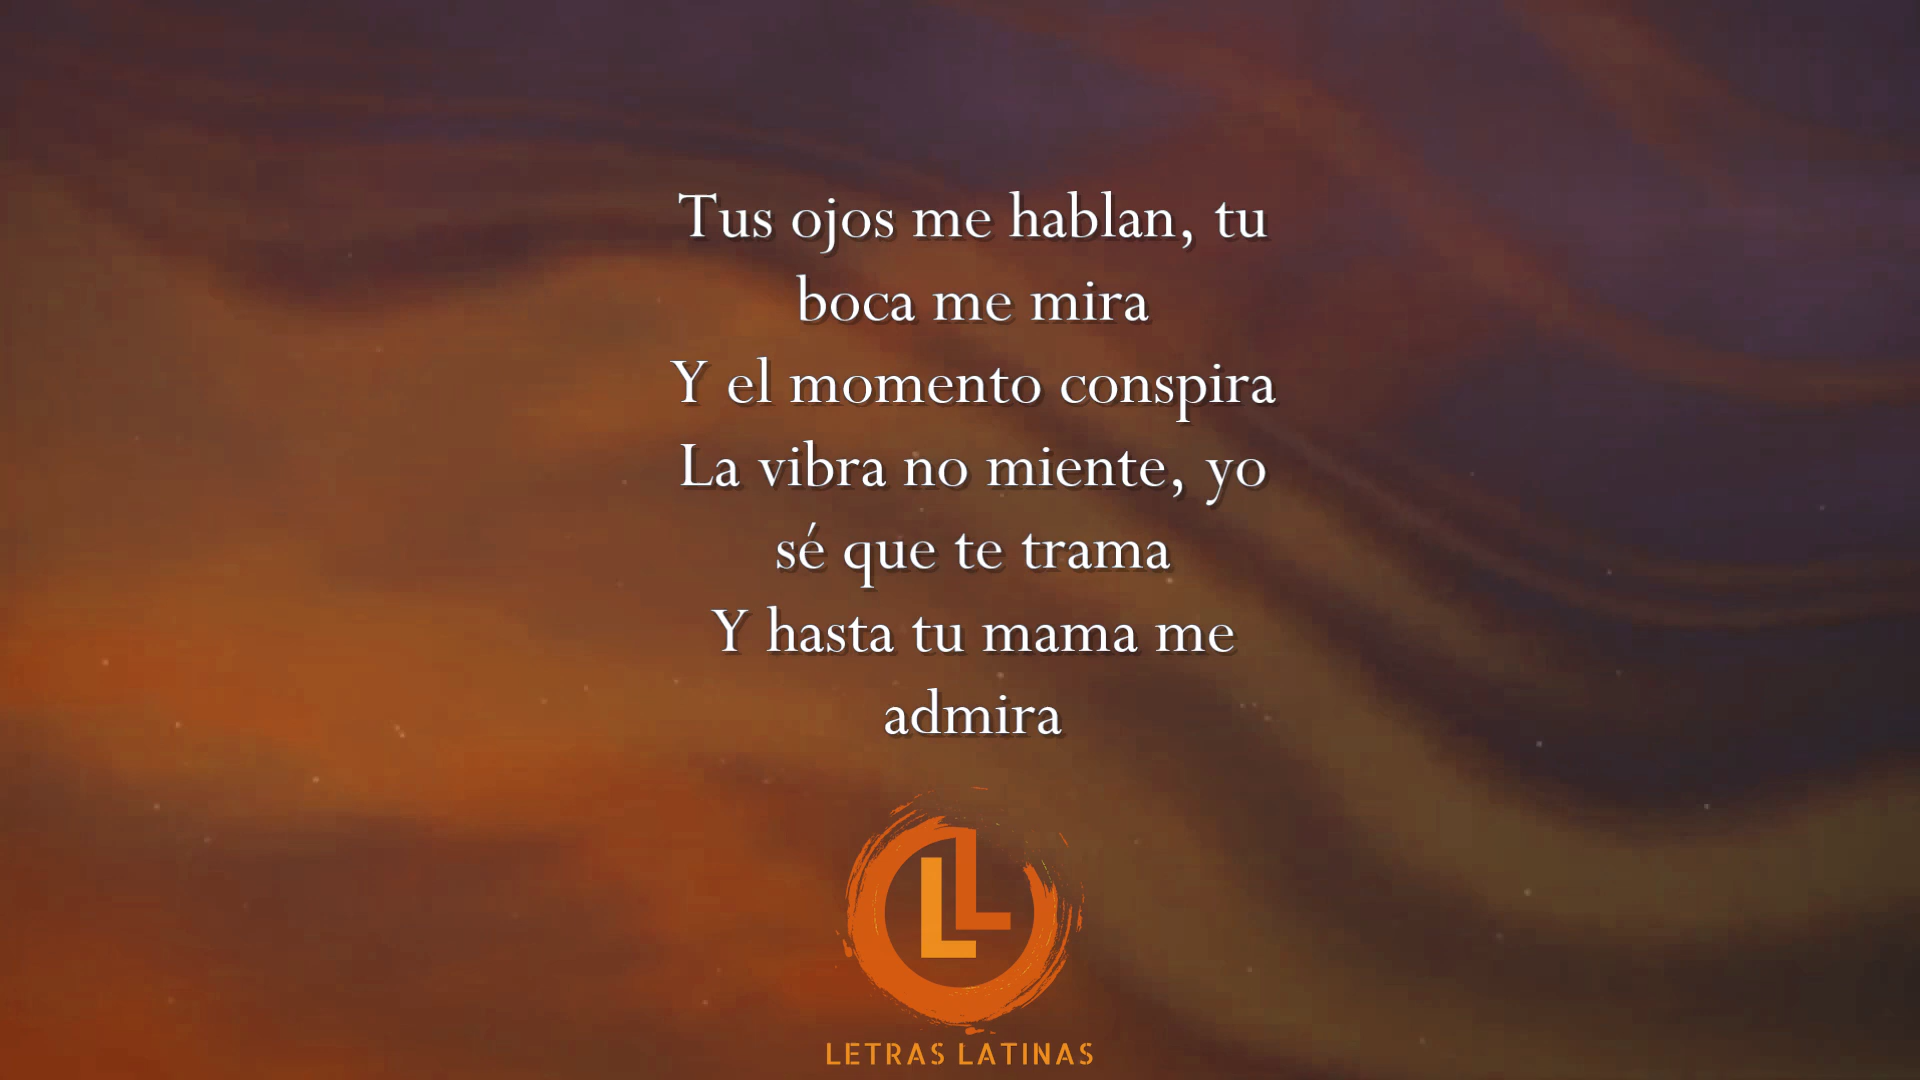 Tus ojos me hablan, tu
boca me mira
Y el momento conspira
La vibra no miente, yo
sé que te trama
Y hasta tu mama me
admira
LL
LETRAS LATINAS